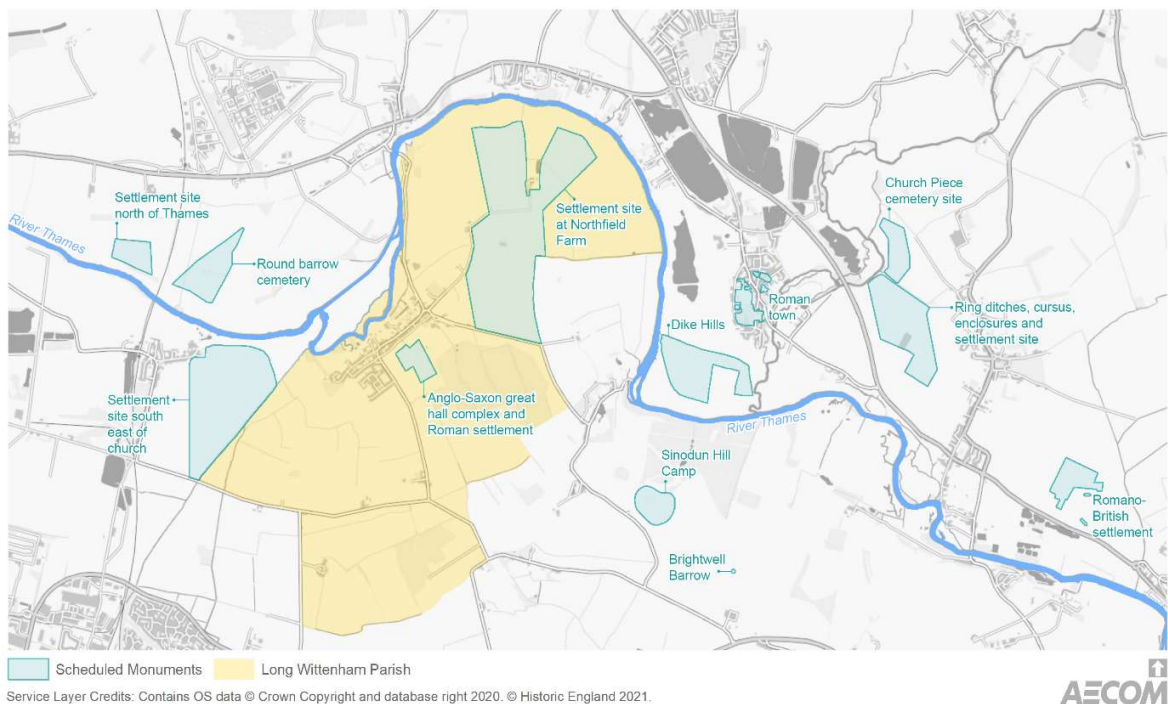 Settlement site
north of Thames
River Thames
Round barrow
cemetery
Settlement site
at Northfield
Farm
Church Piece
cemetery site
Roman
town
Ring ditches, cursus,
enclosures and
settlement site
Dike Hills
Settlement
site south
east of
church
Anglo-Saxon great
hall complex and
Roman settlement
River Thames
Sinodun Hill
Camp
Romano-
British
settlement
Brightwell
Barrow
Scheduled Monuments
Long Wittenham Parish
Service Layer Credits: Contains OS data © Crown Copyright and database right 2020. © Historic England 2021.
AECOM